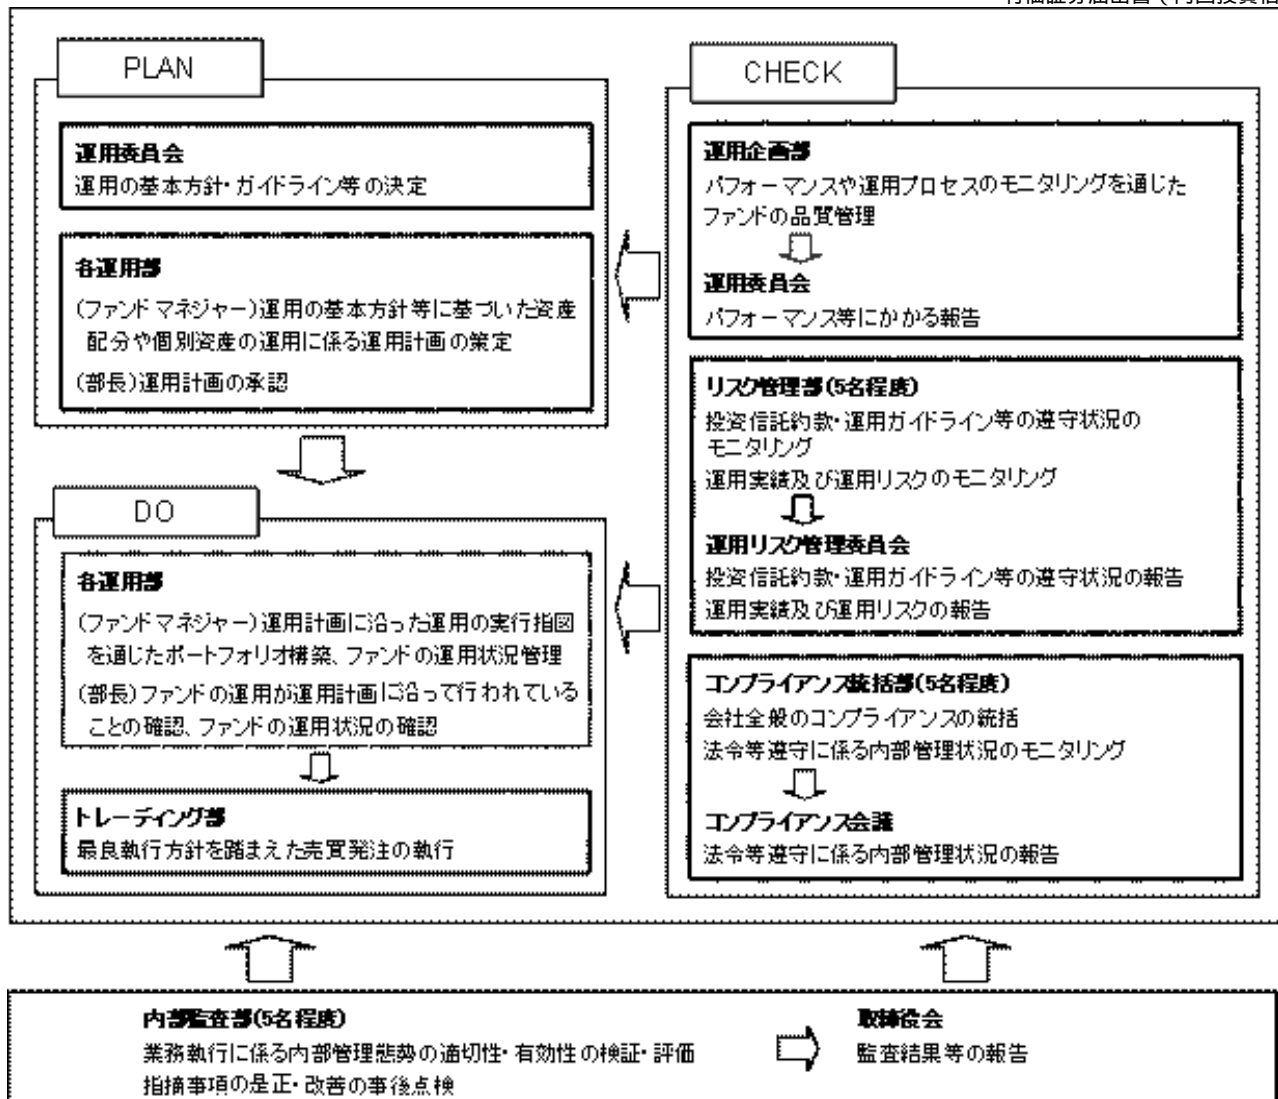 PLAN
運用委員会
運用の基本方針・ガイドライン等の決定
各運用部
(ファンドマネジャー)運用の基本方針等に基づいた資産
配分や個別資産の運用に係る運用計画の策定
(部長)運用計画の承認
DO
各運用部
(ファンドマネジャー)運用計画に沿った運用の実行指図
を通じたポートフォリオ構築、ファンドの運用状況管理
(部長)ファンドの運用が運用計画に沿って行われている
ことの確認、ファンドの運用状況の確認
トレーディング部
最良執行方針を踏まえた売買発注の執行
CHECK
運用企画部
パフォーマンスや運用プロセスのモニタリングを通じた
ファンドの品質管理
運用委員会
パフォーマンス等にかかる報告
リスク管理部(5名程度)
投資信託約款・運用ガイドライン等の遵守状況の
モニタリング
運用実績及び運用リスクのモニタリング
運用リスク管理委員会
投資信託約款・運用ガイドライン等の遵守状況の報告
運用実績及び運用リスクの報告
コンプライアンス統括部(5名程度)
会社全般のコンプライアンスの統括
法令等遵守に係る内部管理状況のモニタリング
コンプライアンス会議
法令等遵守に係る内部管理状況の報告
内部監査部(5名程度)
業務執行に係る内部管理態勢の適切性・有効性の検証・評価
指摘事項の是正・改善の事後点検
取締役会
監査結果等の報告